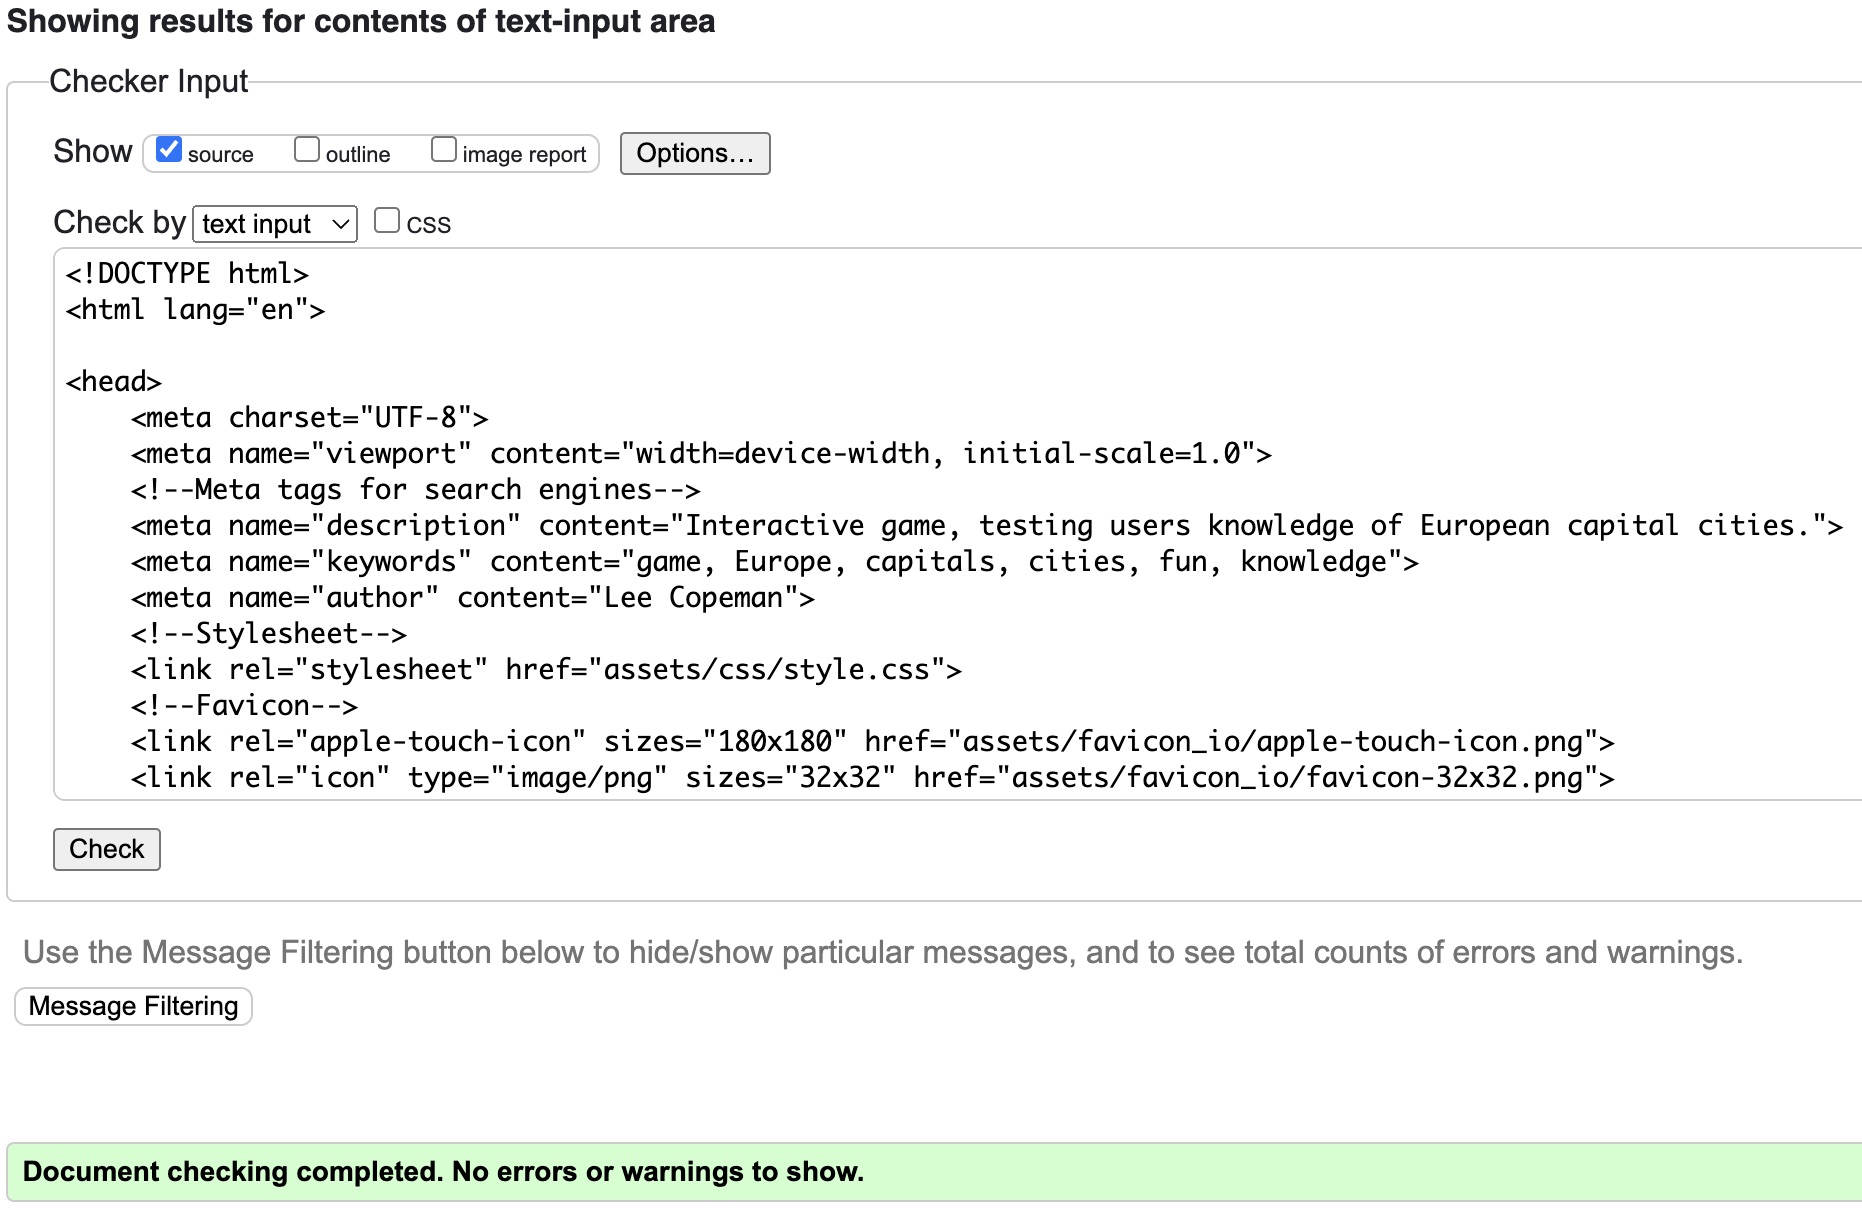 Showing results for contents of text-input area
Checker Input
Show source outline image report Options...
Check by text input CSS
<!DOCTYPE html>
<html lang="en">
<head>
<meta charset="UTF-8">
<meta name="viewport" content="width=device-width, initial-scale=1.0">
<!--Meta tags for search engines-->
<meta name="description" content="Interactive game, testing users knowledge of European capital cities.">
<meta name="keywords" content="game, Europe, capitals, cities, fun, knowledge">
<meta name="author" content="Lee Copeman">
<!--Stylesheet-->
<link rel="stylesheet" href="assets/css/style.css">
<!--Favicon-->
<link rel="apple-touch-icon" sizes="180x180" href="assets/favicon_io/apple-touch-icon.png">
<link rel="icon" type="image/png" sizes="32x32" href="assets/favicon_io/favicon-32x32.png">
Check
Use the Message Filtering button below to hide/show particular messages, and to see total counts of errors and warnings.
Message Filtering
Document checking completed. No errors or warnings to show.